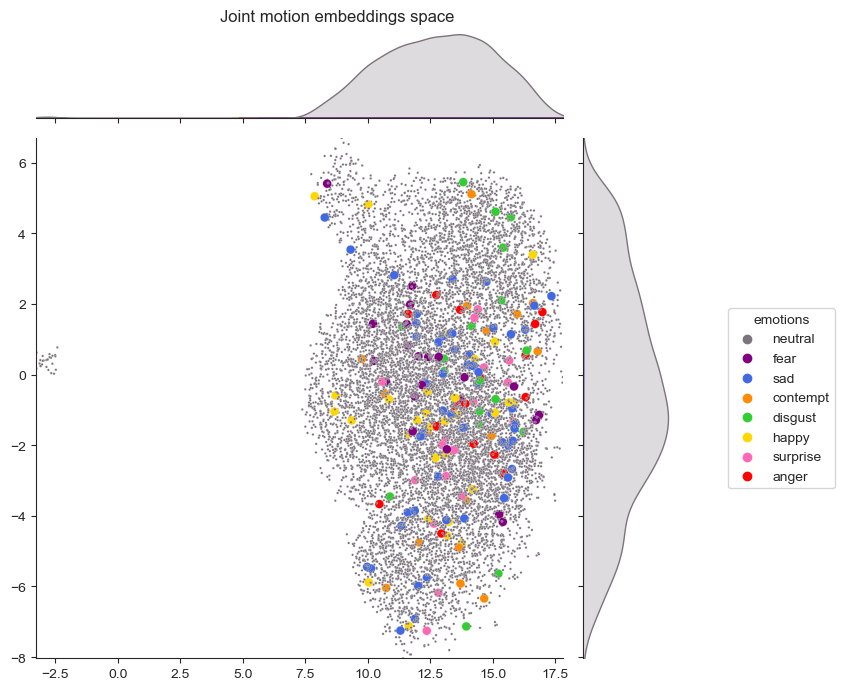 Joint motion embeddings space
6
4
2
0
−2
−4
−6
−8
−2.5
0.0
2.5
5.0
7.5
10.0
12.5
15.0
17.5
emotions
neutral
fear
sad
contempt
disgust
happy
surprise
anger